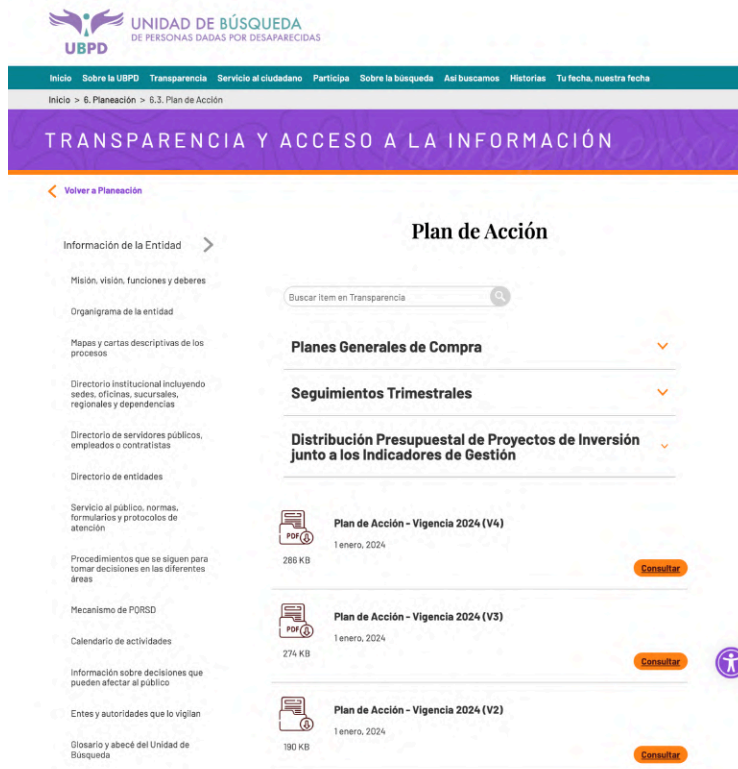 UNIDAD DE BÚSQUEDA
DE PERSONAS DADAS POR DESAPARECIDAS
UBPD
Inicio Sobre la UBPD Transparencia Servicio al ciudadano Participa Sobre la búsqueda Así buscamos Historias Tu fecha, nuestra fecha
Inicio > 6. Planeación > 6.3. Plan de Acción
TRANSPARENCIA Y ACCESO A LA INFORMACIÓN
Volver a Planeación
Información de la Entidad
Misión, visión, funciones y deberes
Organigrama de la entidad
Mapas y cartas descriptivas de los
procesos
Directorio institucional incluyendo
sedes, oficinas, sucursales,
regionales y dependencias
Directorio de servidores públicos,
empleados o contratistas
Directorio de entidades
Servicio al público, normas,
formularios y protocolos de
atención
Procedimientos que se siguen para
tomar decisiones en las diferentes
áreas
Mecanismo de PQRSD
Calendario de actividades
Información sobre decisiones que
pueden afectar al público
Entes y autoridades que lo vigilan
Glosario y abecé del Unidad de
Búsqueda
Plan de Acción
Buscar item en Transparencia
Planes Generales de Compra
Seguimientos Trimestrales
Distribución Presupuestal de Proyectos de Inversión
junto a los Indicadores de Gestión
PDF
286 KB
Plan de Acción - Vigencia 2024 (V4)
1 enero, 2024
Consultar
PDF
274 KB
Plan de Acción - Vigencia 2024 (V3)
1 enero, 2024
Consultar
190 KB
Plan de Acción - Vigencia 2024 (V2)
1 enero, 2024
Consultar